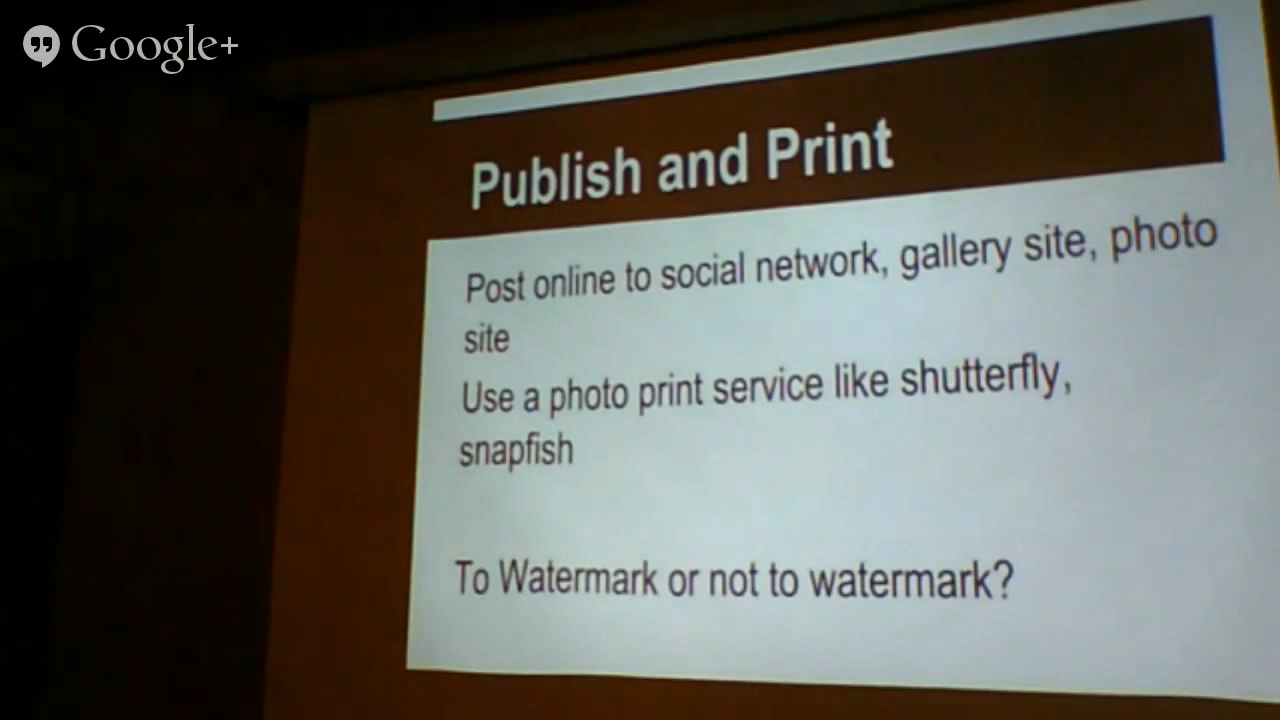 Google+
Publish and Print
Post online to social network, gallery site, photo
site
Use a photo print service like shutterfly,
snapfish
To Watermark or not to watermark?